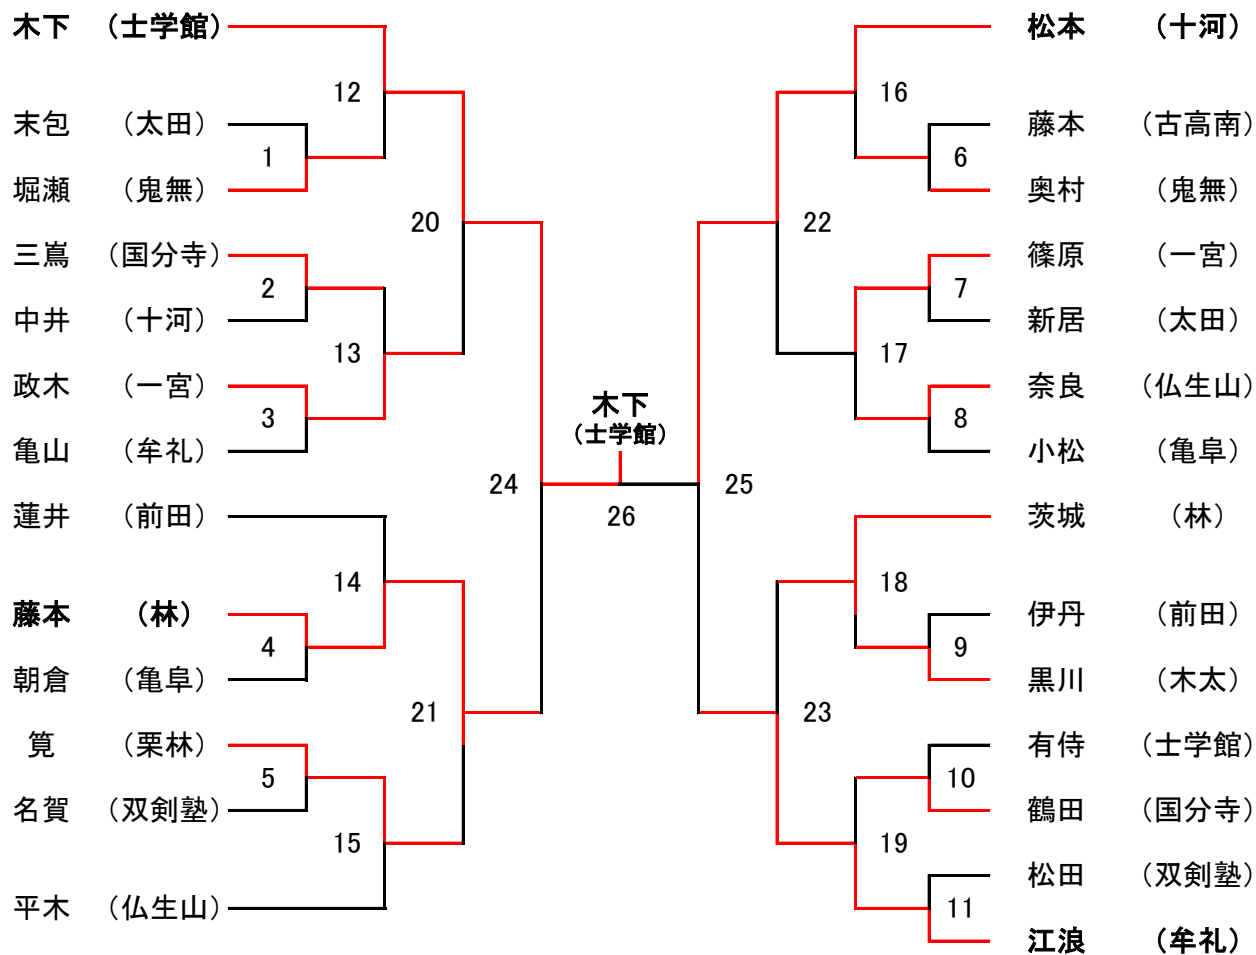 木下 （士学館）
12
末包 （太田）
1
堀瀬 （鬼無）
20
三嶌 （国分寺）
2
中井 （十河）
13
政木 （一宮）
3
亀山 （牟礼）
24
蓮井 （前田）
14
藤本 （林）
4
朝倉 （亀阜）
21
筧 （栗林）
5
名賀 （双剣塾）
15
平木 （仏生山）
木下
（士学館）
26
松本 （十河）
16
藤本 （古高南）
6
奥村 （鬼無）
22
篠原 （一宮）
7
新居 （太田）
17
奈良 （仏生山）
8
小松 （亀阜）
25
茨城 （林）
18
伊丹 （前田）
9
黒川 （木太）
23
有侍 （士学館）
10
鶴田 （国分寺）
19
松田 （双剣塾）
11
江浪 （牟礼）